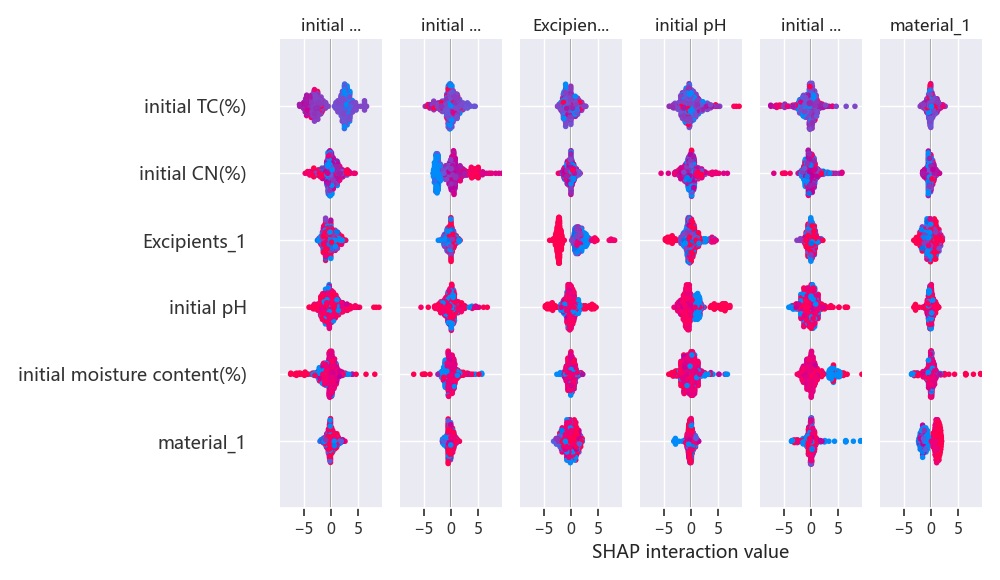 initial ... initial ... Excipien... initial pH initial ... material_1
initial TC(%)
initial CN(%)
Excipients_1
initial pH
initial moisture content(%)
material_1
−5 0 5 −5 0 5 −5 0 5 −5 0 5 −5 0 5 −5 0 5
SHAP interaction value